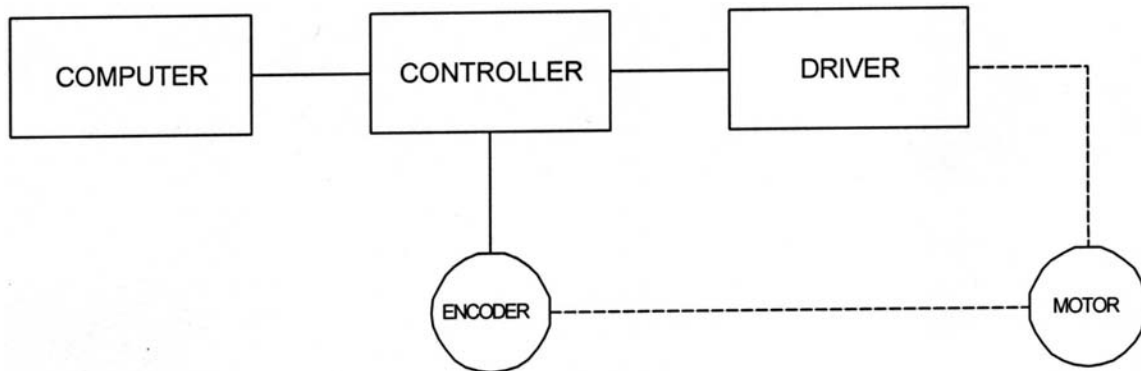 COMPUTER
CONTROLLER
DRIVER
ENCODER
MOTOR